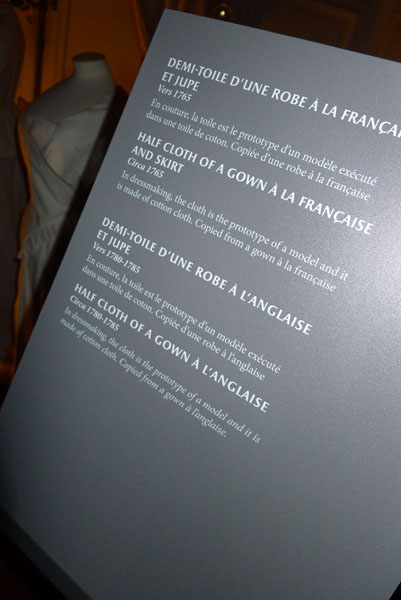 DEMI-TOILE D'UNE ROBE À LA FRANÇAI
ET JUPE
Vers 1765
En couture, la toile est le prototype d'un modèle exécuté
dans une toile de coton. Copiée d'une robe à la française
HALF CLOTH OF A GOWN À LA FRANÇAISE
AND SKIRT
Circa 1765
In dressmaking, the cloth is the prototype of a model and it
is made of cotton cloth. Copied from a gown à la française
DEMI-TOILE D'UNE ROBE À L'ANGLAISE
ET JUPE
Vers 1780-1785
En couture, la toile est le prototype d'un modèle exécuté
dans une toile de coton. Copiée d'une robe à l'anglaise
HALF CLOTH OF A GOWN À L'ANGLAISE
Circa 1780-1785
In dressmaking, the cloth is the prototype of a model and it is
made of cotton cloth. Copied from a gown à l'anglaise.